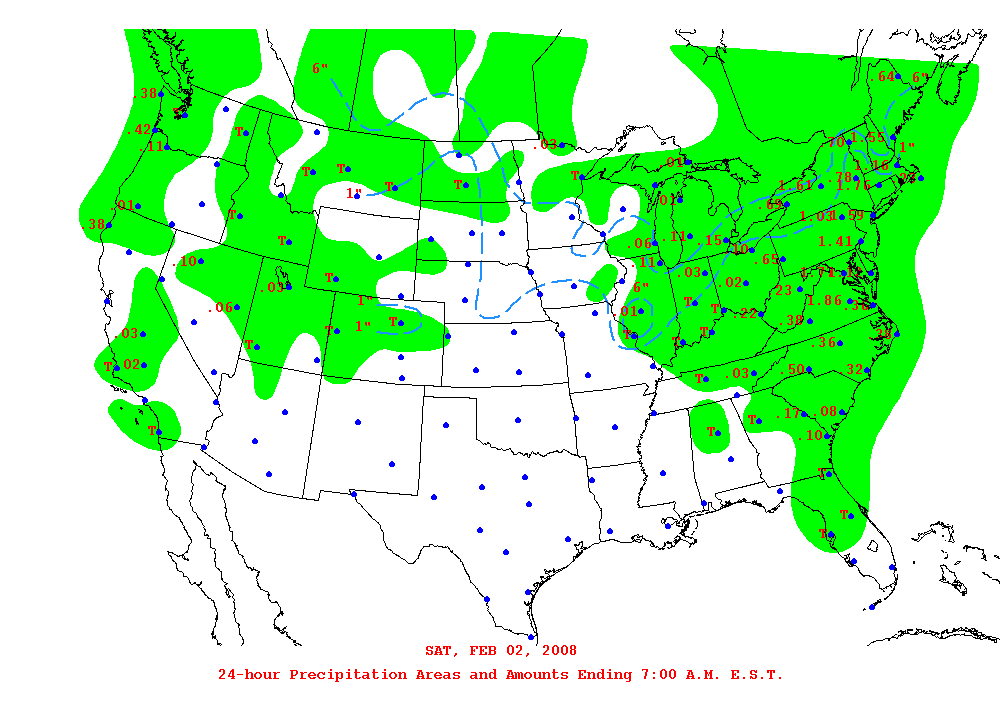 6"
.64
6"
.38
.42
T
.70
1.55
.11
.03
1"
.01
1.16
T
T
T
.78
1"
T
T
1.61
1.76
.01
.01
.69
T
1.03
1.59
.38
.06
.11
.15
.10
1.41
T
.10
.11
.65
.03
T
.02
.23
6"
1"
1.86
.06
T
.01
T
.22
.38
1"
T
T
.03
T
T
.36
T
T
.02
T
.03
.50
.32
.17
.08
T
T
T
.10
T
T
T
SAT, FEB 02, 2008
24-hour Precipitation Areas and Amounts Ending 7:00 A.M. E.S.T.